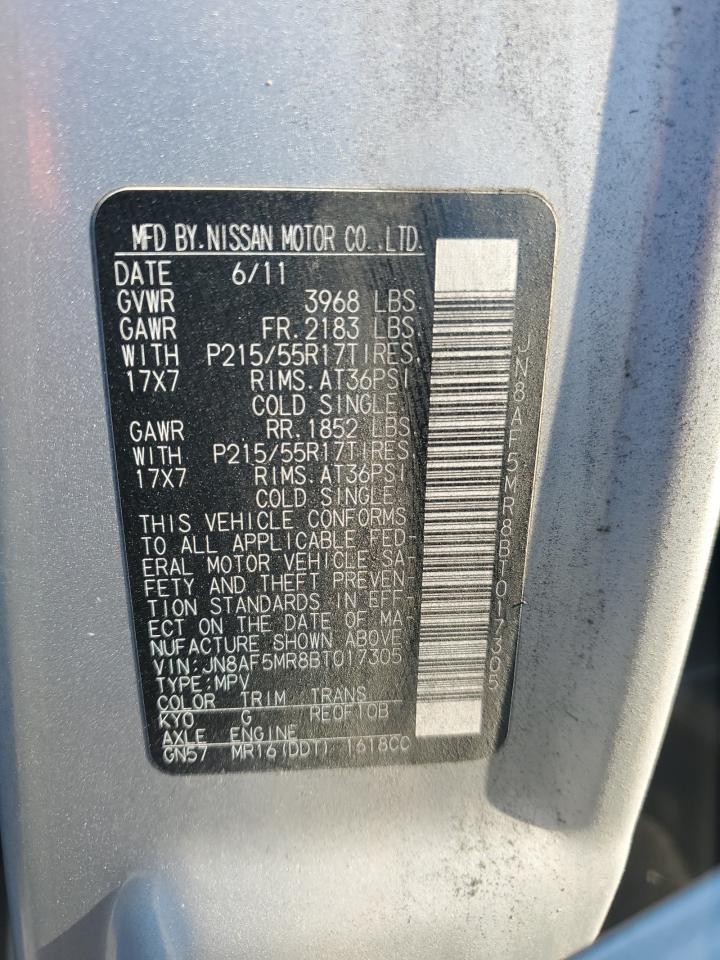 MFD BY. NISSAN MOTOR CO., LTD.
DATE 6/11
GVWR 3968 LBS.
GAWR FR. 2183 LBS.
WITH P215/55R17TIRES.
17X7 RIMS. AT36PSI
COLD SINGLE.
GAWR RR. 1852 LBS.
WITH P215/55R17TIRES.
17X7 RIMS. AT36PSI
COLD SINGLE.
THIS VEHICLE CONFORMS
TO ALL APPLICABLE FED-
ERAL MOTOR VEHICLE SA-
FETY AND THEFT PREVEN-
TION STANDARDS IN EFF-
ECT ON THE DATE OF MA-
NUFACTURE SHOWN ABOVE
VIN: JN8AF5MR8BT017305
TYPE: MPV
COLOR TRIM TRANS
KY0 G RE0F10B
AXLE ENGINE
GN57 MR16(DDT) 1618CC
JN8AF5MR8BT017305